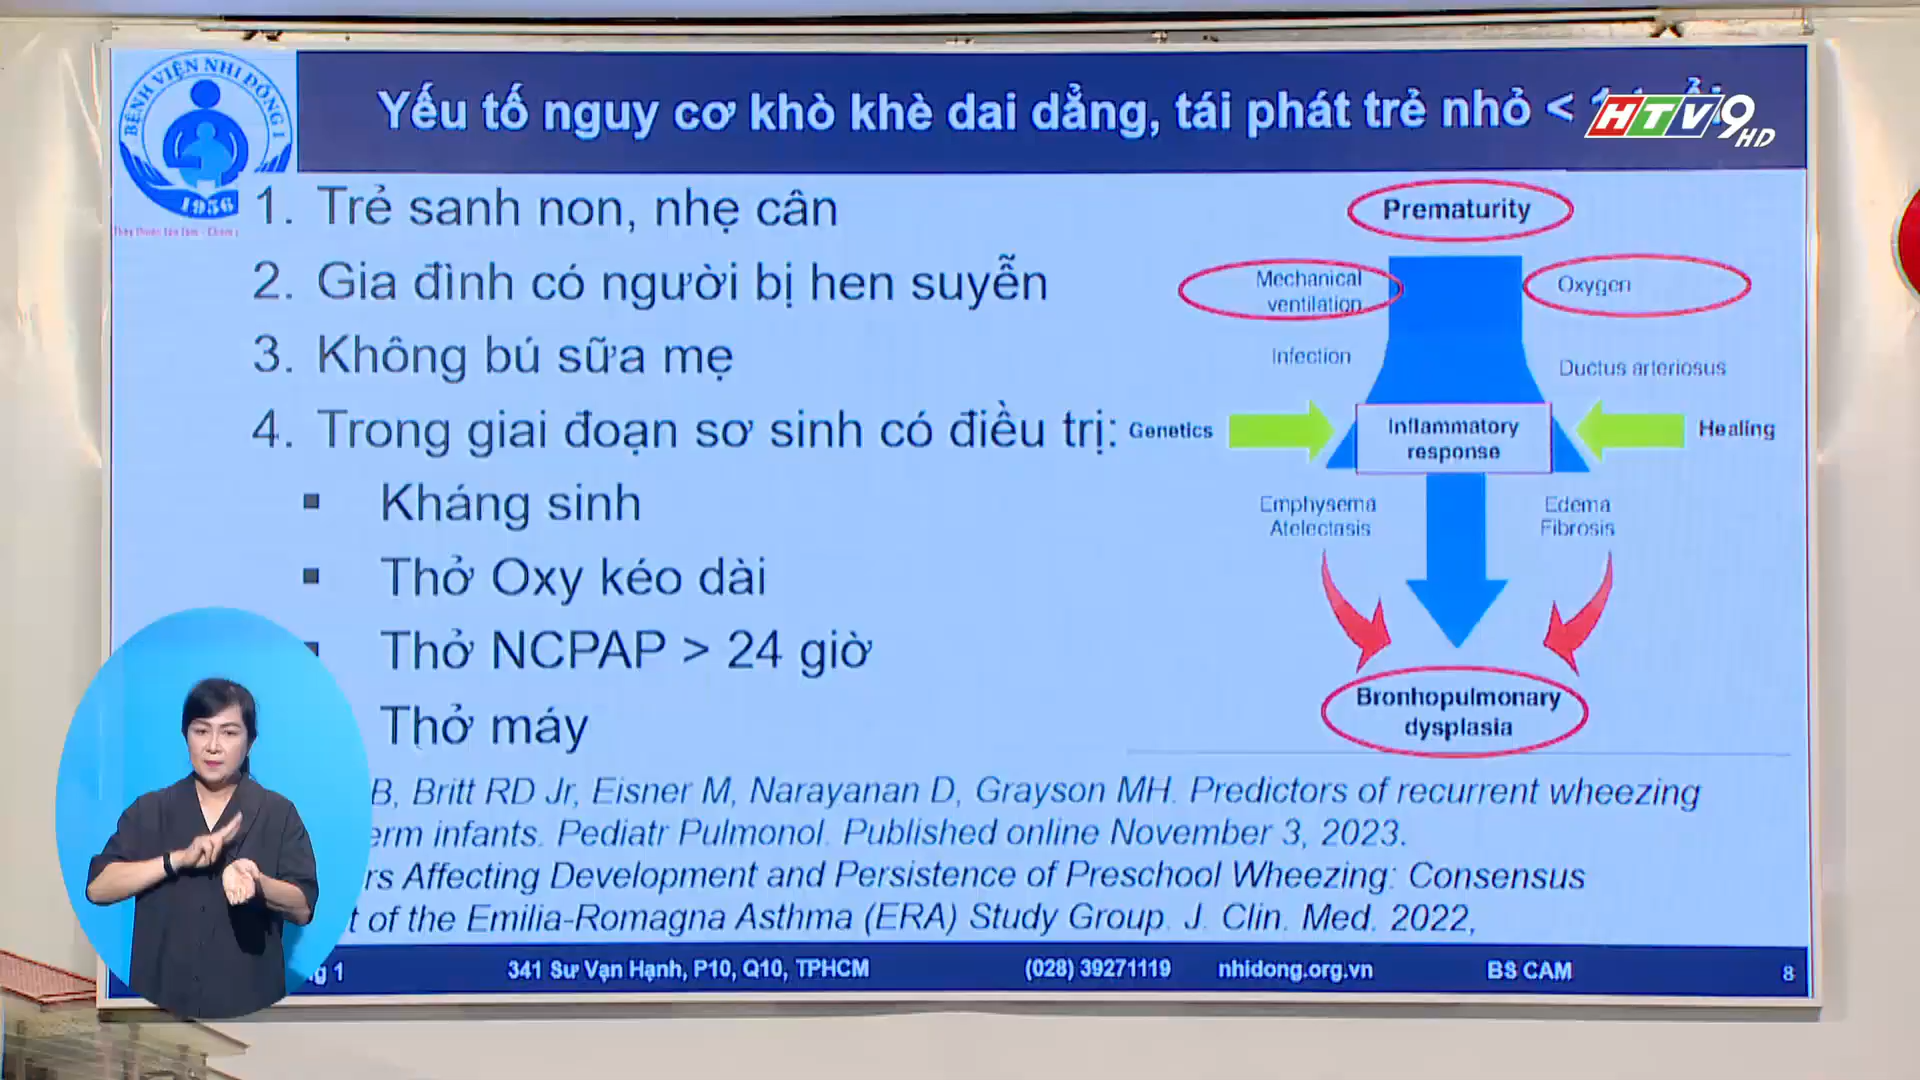 BỆNH VIỆN NHI ĐỒNG 1
1956
Yếu tố nguy cơ khò khè dai dẳng, tái phát trẻ nhỏ <
HTV9
HD
1. Trẻ sanh non, nhẹ cân
2. Gia đình có người bị hen suyễn
3. Không bú sữa mẹ
4. Trong giai đoạn sơ sinh có điều trị:
▪ Kháng sinh
▪ Thở Oxy kéo dài
▪ Thở NCPAP > 24 giờ
Thở máy
Prematurity
Mechanical
ventilation
Oxygen
Infection
Ductus arteriosus
Genetics
Inflammatory
response
Healing
Emphysema
Atelectasis
Edema
Fibrosis
Bronhopulmonary
dysplasia
B, Britt RD Jr, Eisner M, Narayanan D, Grayson MH. Predictors of recurrent wheezing
erm infants. Pediatr Pulmonol. Published online November 3, 2023.
rs Affecting Development and Persistence of Preschool Wheezing: Consensus
t of the Emilia-Romagna Asthma (ERA) Study Group. J. Clin. Med. 2022,
g 1 341 Sư Vạn Hạnh, P10, Q10, TPHCM (028) 39271119 nhidong.org.vn BS CAM 8